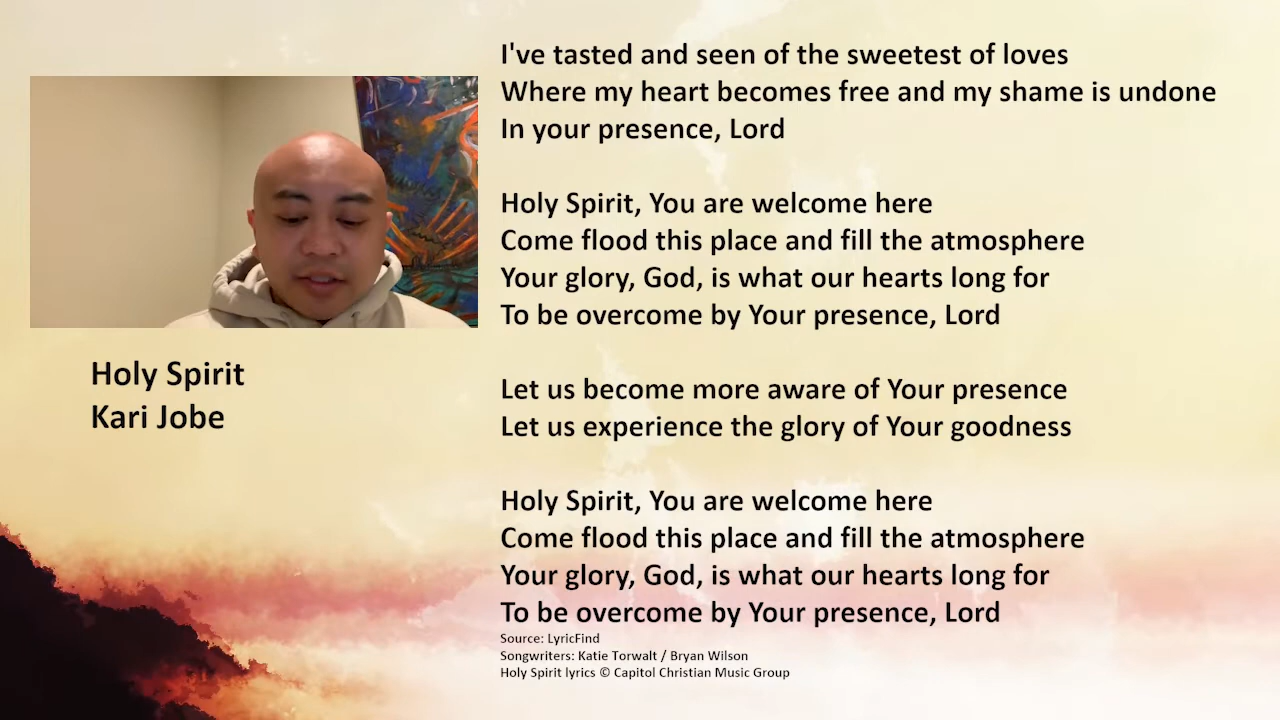 I've tasted and seen of the sweetest of loves
Where my heart becomes free and my shame is undone
In your presence, Lord
Holy Spirit, You are welcome here
Come flood this place and fill the atmosphere
Your glory, God, is what our hearts long for
To be overcome by Your presence, Lord
Let us become more aware of Your presence
Let us experience the glory of Your goodness
Holy Spirit, You are welcome here
Come flood this place and fill the atmosphere
Your glory, God, is what our hearts long for
To be overcome by Your presence, Lord
Source: LyricFind
Songwriters: Katie Torwalt / Bryan Wilson
Holy Spirit lyrics © Capitol Christian Music Group
Holy Spirit
Kari Jobe